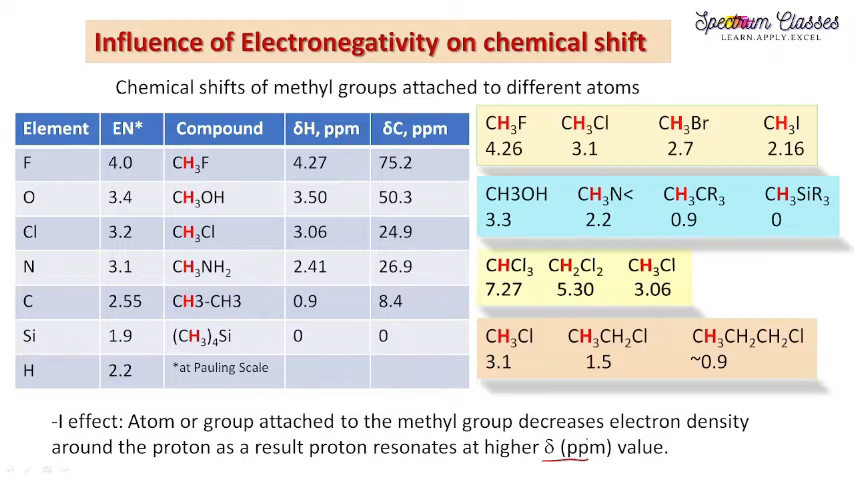 Spectrum Classes
LEARN.APPLY.EXCEL
Influence of Electronegativity on chemical shift
Chemical shifts of methyl groups attached to different atoms
Element EN* Compound δH, ppm δC, ppm
F 4.0 CH₃F 4.27 75.2
O 3.4 CH₃OH 3.50 50.3
Cl 3.2 CH₃Cl 3.06 24.9
N 3.1 CH₃NH₂ 2.41 26.9
C 2.55 CH3-CH3 0.9 8.4
Si 1.9 (CH₃)₄Si 0 0
H 2.2 *at Pauling Scale
CH₃F CH₃Cl CH₃Br CH₃I
4.26 3.1 2.7 2.16
CH3OH CH₃N< CH₃CR₃ CH₃SiR₃
3.3 2.2 0.9 0
CHCl₃ CH₂Cl₂ CH₃Cl
7.27 5.30 3.06
CH₃Cl CH₃CH₂Cl CH₃CH₂CH₂Cl
3.1 1.5 ~0.9
-I effect: Atom or group attached to the methyl group decreases electron density
around the proton as a result proton resonates at higher δ (ppm) value.